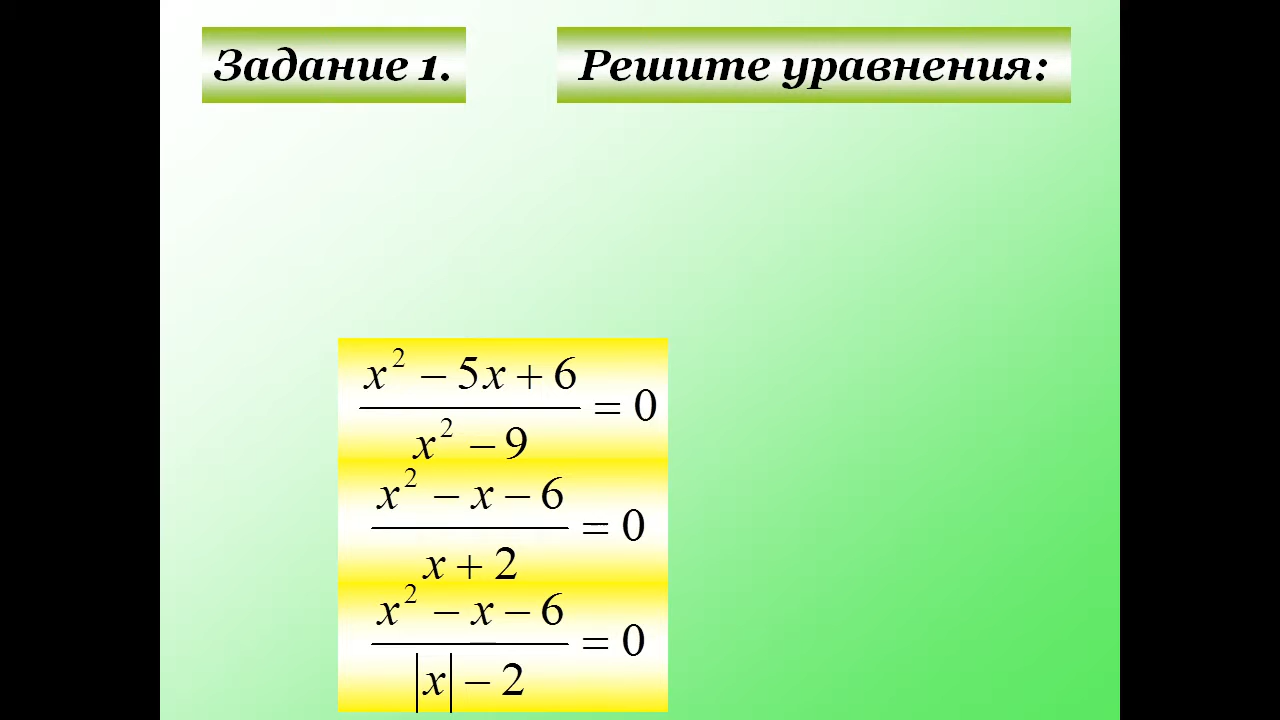 Задание 1.
Решите уравнения:
x² − 5x + 6
x² − 9
= 0
x² − x − 6
x + 2
= 0
x² − x − 6
|x| − 2
= 0